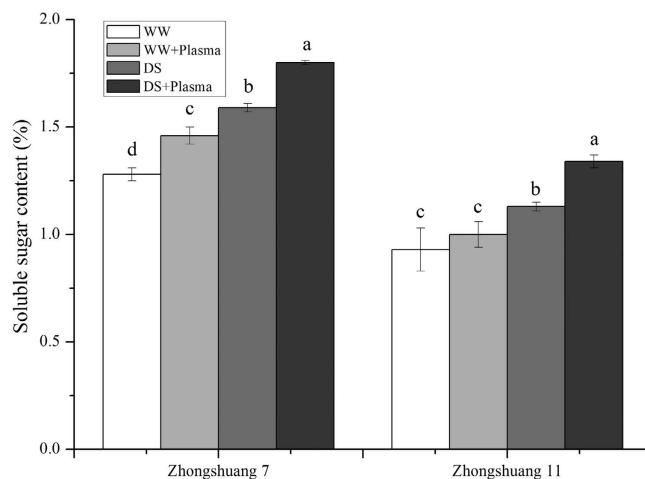 2.0
1.5
1.0
0.5
0.0
Soluble sugar content (%)
WW
WW+Plasma
DS
DS+Plasma
d
c
b
a
c
c
b
a
Zhongshuang 7
Zhongshuang 11